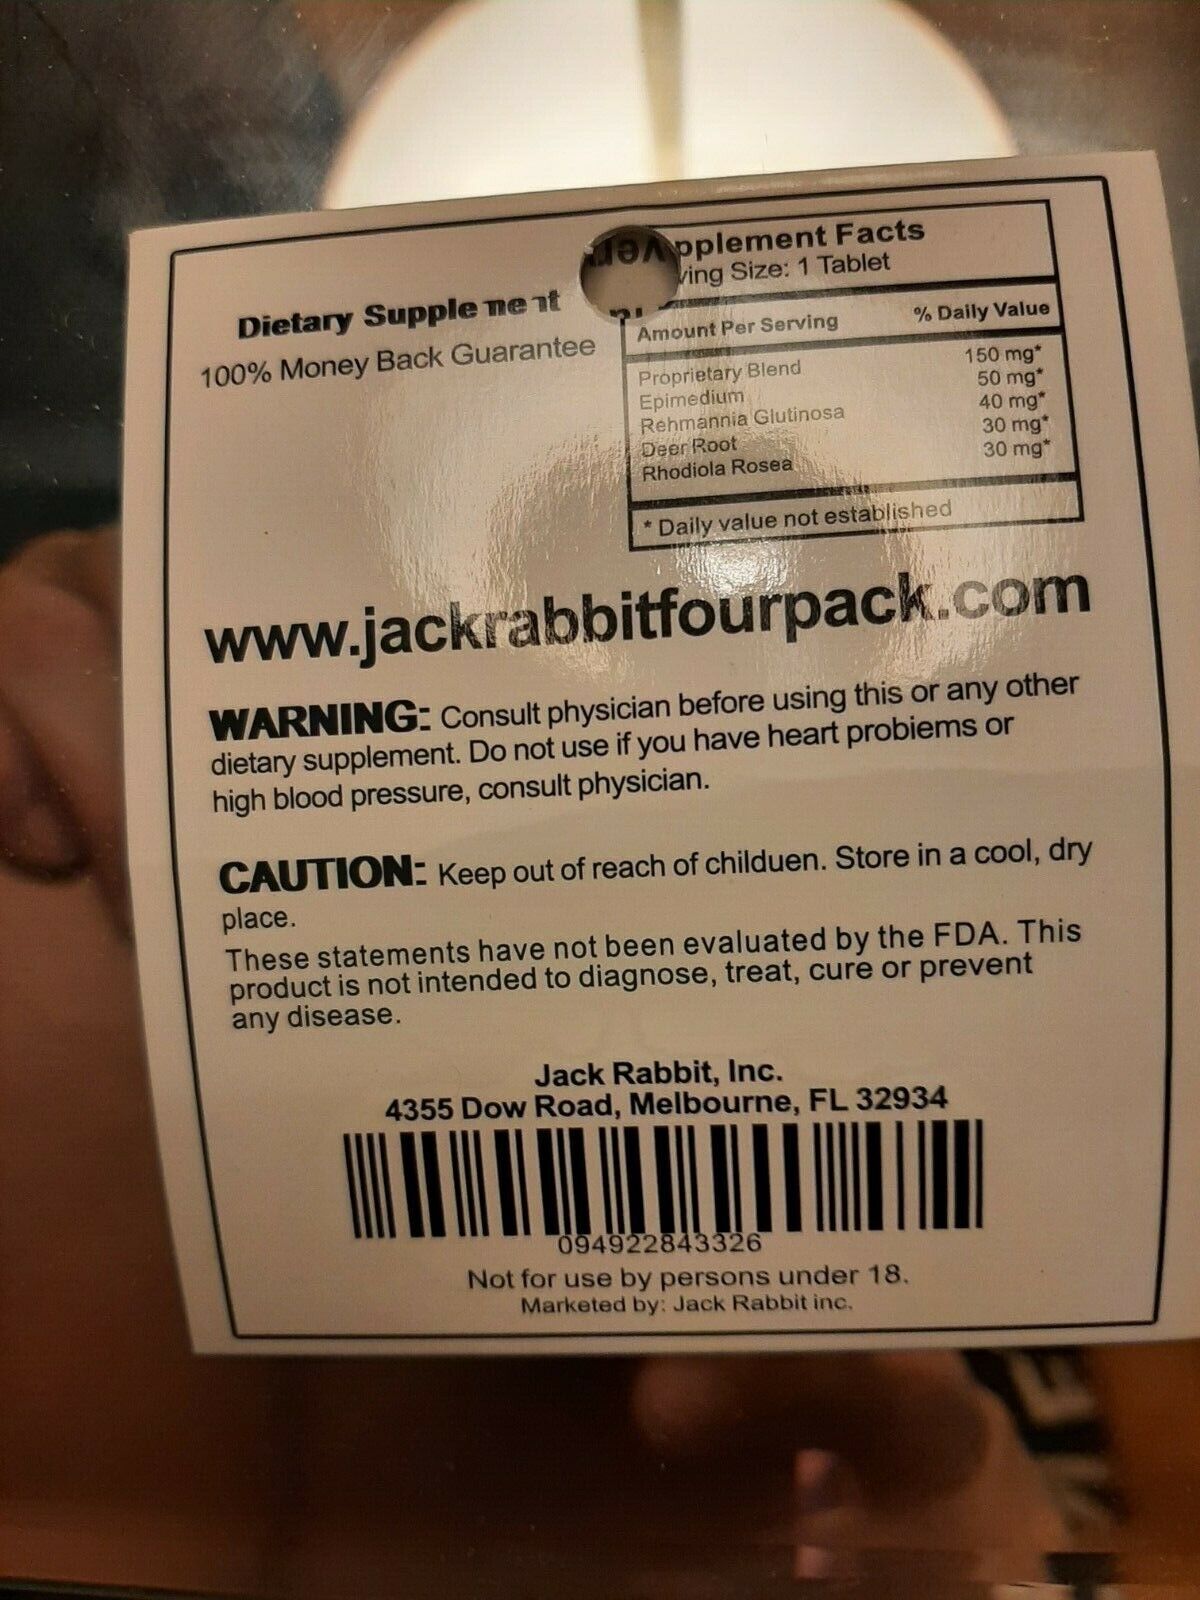 Dietary Supplement
100% Money Back Guarantee
pplement Facts
ving Size: 1 Tablet
Amount Per Serving % Daily Value
Proprietary Blend 150 mg*
Epimedium 50 mg*
Rehmannia Glutinosa 40 mg*
Deer Root 30 mg*
Rhodiola Rosea 30 mg*
* Daily value not established
www.jackrabbitfourpack.com
WARNING: Consult physician before using this or any other
dietary supplement. Do not use if you have heart probiems or
high blood pressure, consult physician.
CAUTION: Keep out of reach of childuen. Store in a cool, dry
place.
These statements have not been evaluated by the FDA. This
product is not intended to diagnose, treat, cure or prevent
any disease.
Jack Rabbit, Inc.
4355 Dow Road, Melbourne, FL 32934
094922843326
Not for use by persons under 18.
Marketed by: Jack Rabbit inc.